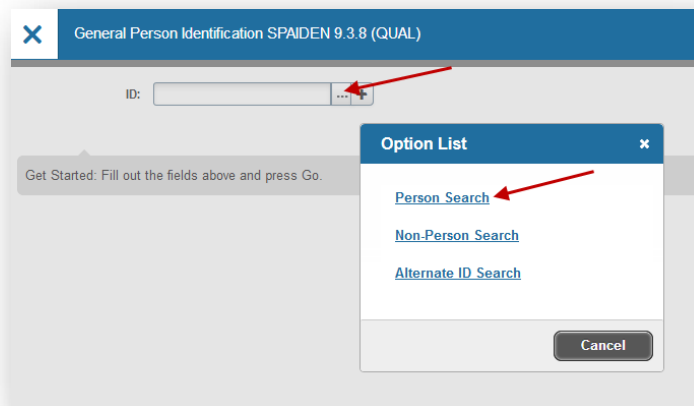 General Person Identification SPAIDEN 9.3.8 (QUAL)
ID:
...
Option List
Get Started: Fill out the fields above and press Go.
Person Search
Non-Person Search
Alternate ID Search
Cancel